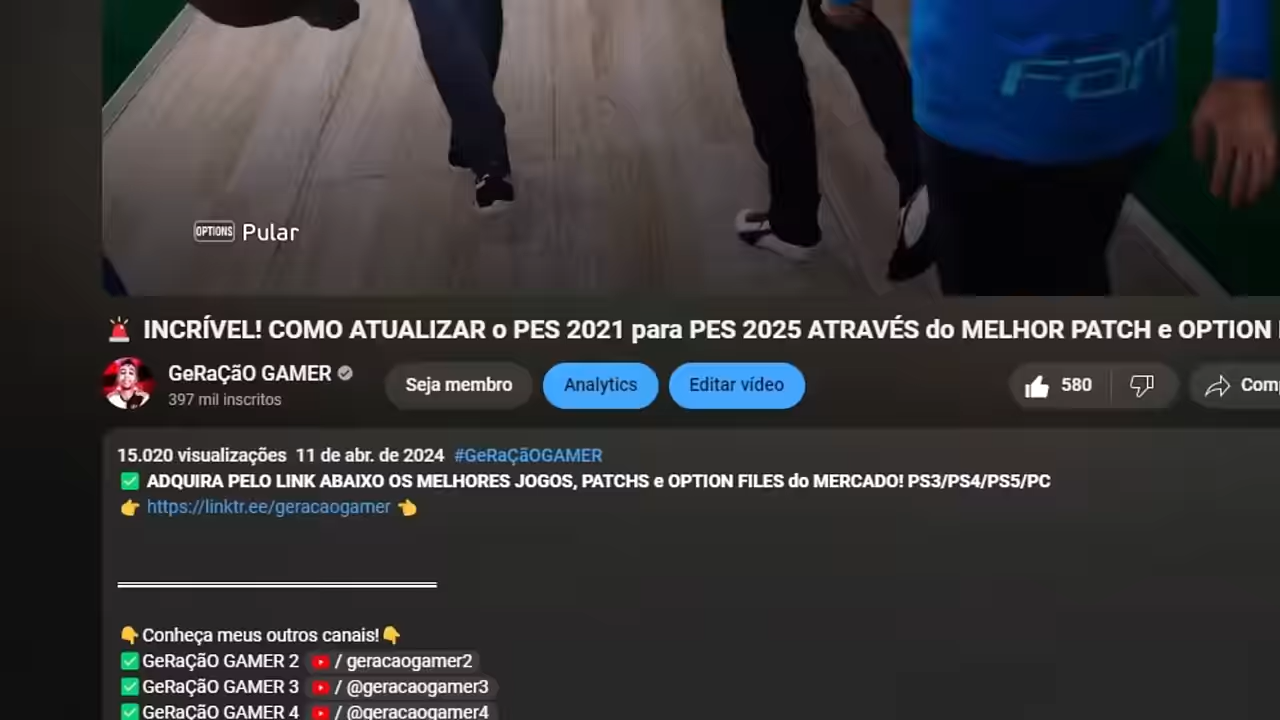 Fam
OPTIONS Pular
🚨 INCRÍVEL! COMO ATUALIZAR o PES 2021 para PES 2025 ATRAVÉS do MELHOR PATCH e OPTION
GeRaÇãO GAMER
397 mil inscritos
Seja membro
Analytics
Editar vídeo
580
Comp
15.020 visualizações 11 de abr. de 2024 #GeRaÇãOGAMER
✅ ADQUIRA PELO LINK ABAIXO OS MELHORES JOGOS, PATCHS e OPTION FILES do MERCADO! PS3/PS4/PS5/PC
👉 https://linktr.ee/geracaogamer 👈
👇Conheça meus outros canais!👇
✅GeRaÇãO GAMER 2 / geracaogamer2
✅GeRaÇãO GAMER 3 / @geracaogamer3
✅GeRaÇãO GAMER 4 / @geracaogamer4